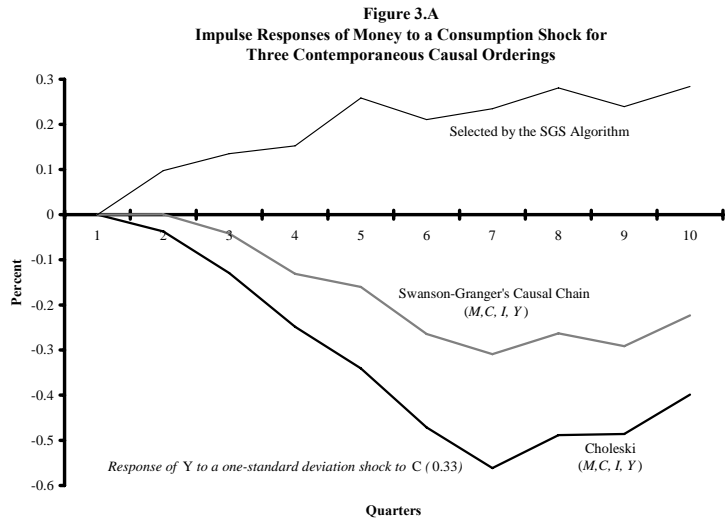 Figure 3.A
Impulse Responses of Money to a Consumption Shock for
Three Contemporaneous Causal Orderings
0.3
0.2
0.1
0
-0.1
-0.2
-0.3
-0.4
-0.5
-0.6
Percent
1 2 3 4 5 6 7 8 9 10
Selected by the SGS Algorithm
Swanson-Granger's Causal Chain
(M,C, I, Y )
Choleski
(M,C, I, Y )
Response of Y to a one-standard deviation shock to C ( 0.33)
Quarters